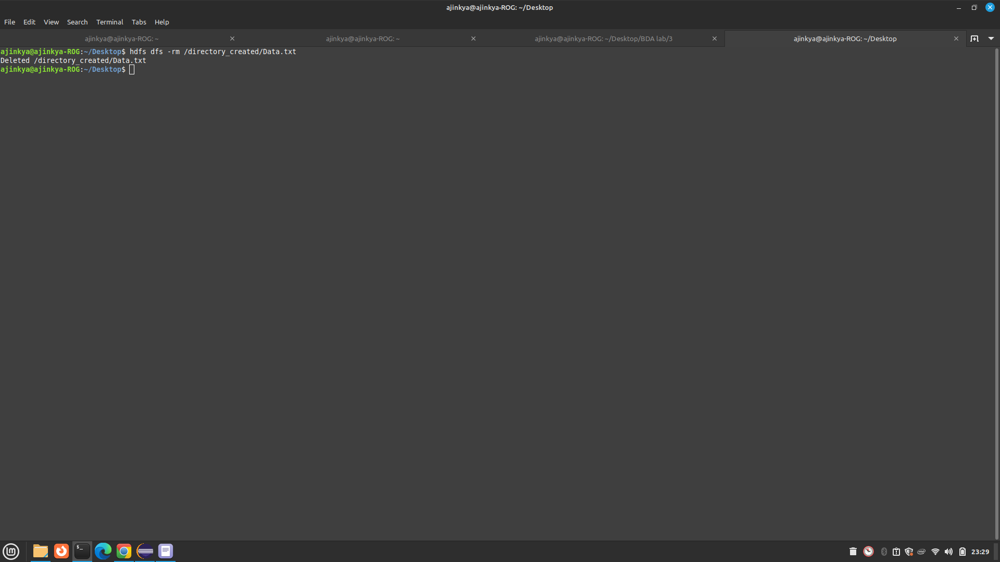 ajinkya@ajinkya-ROG: ~/Desktop
File Edit View Search Terminal Tabs Help
ajinkya@ajinkya-ROG: ~ ajinkya@ajinkya-ROG: ~ ajinkya@ajinkya-ROG: ~/Desktop/BDA lab/3 ajinkya@ajinkya-ROG: ~/Desktop
ajinkya@ajinkya-ROG:~/Desktop$ hdfs dfs -rm /directory_created/Data.txt
Deleted /directory_created/Data.txt
ajinkya@ajinkya-ROG:~/Desktop$
23:29